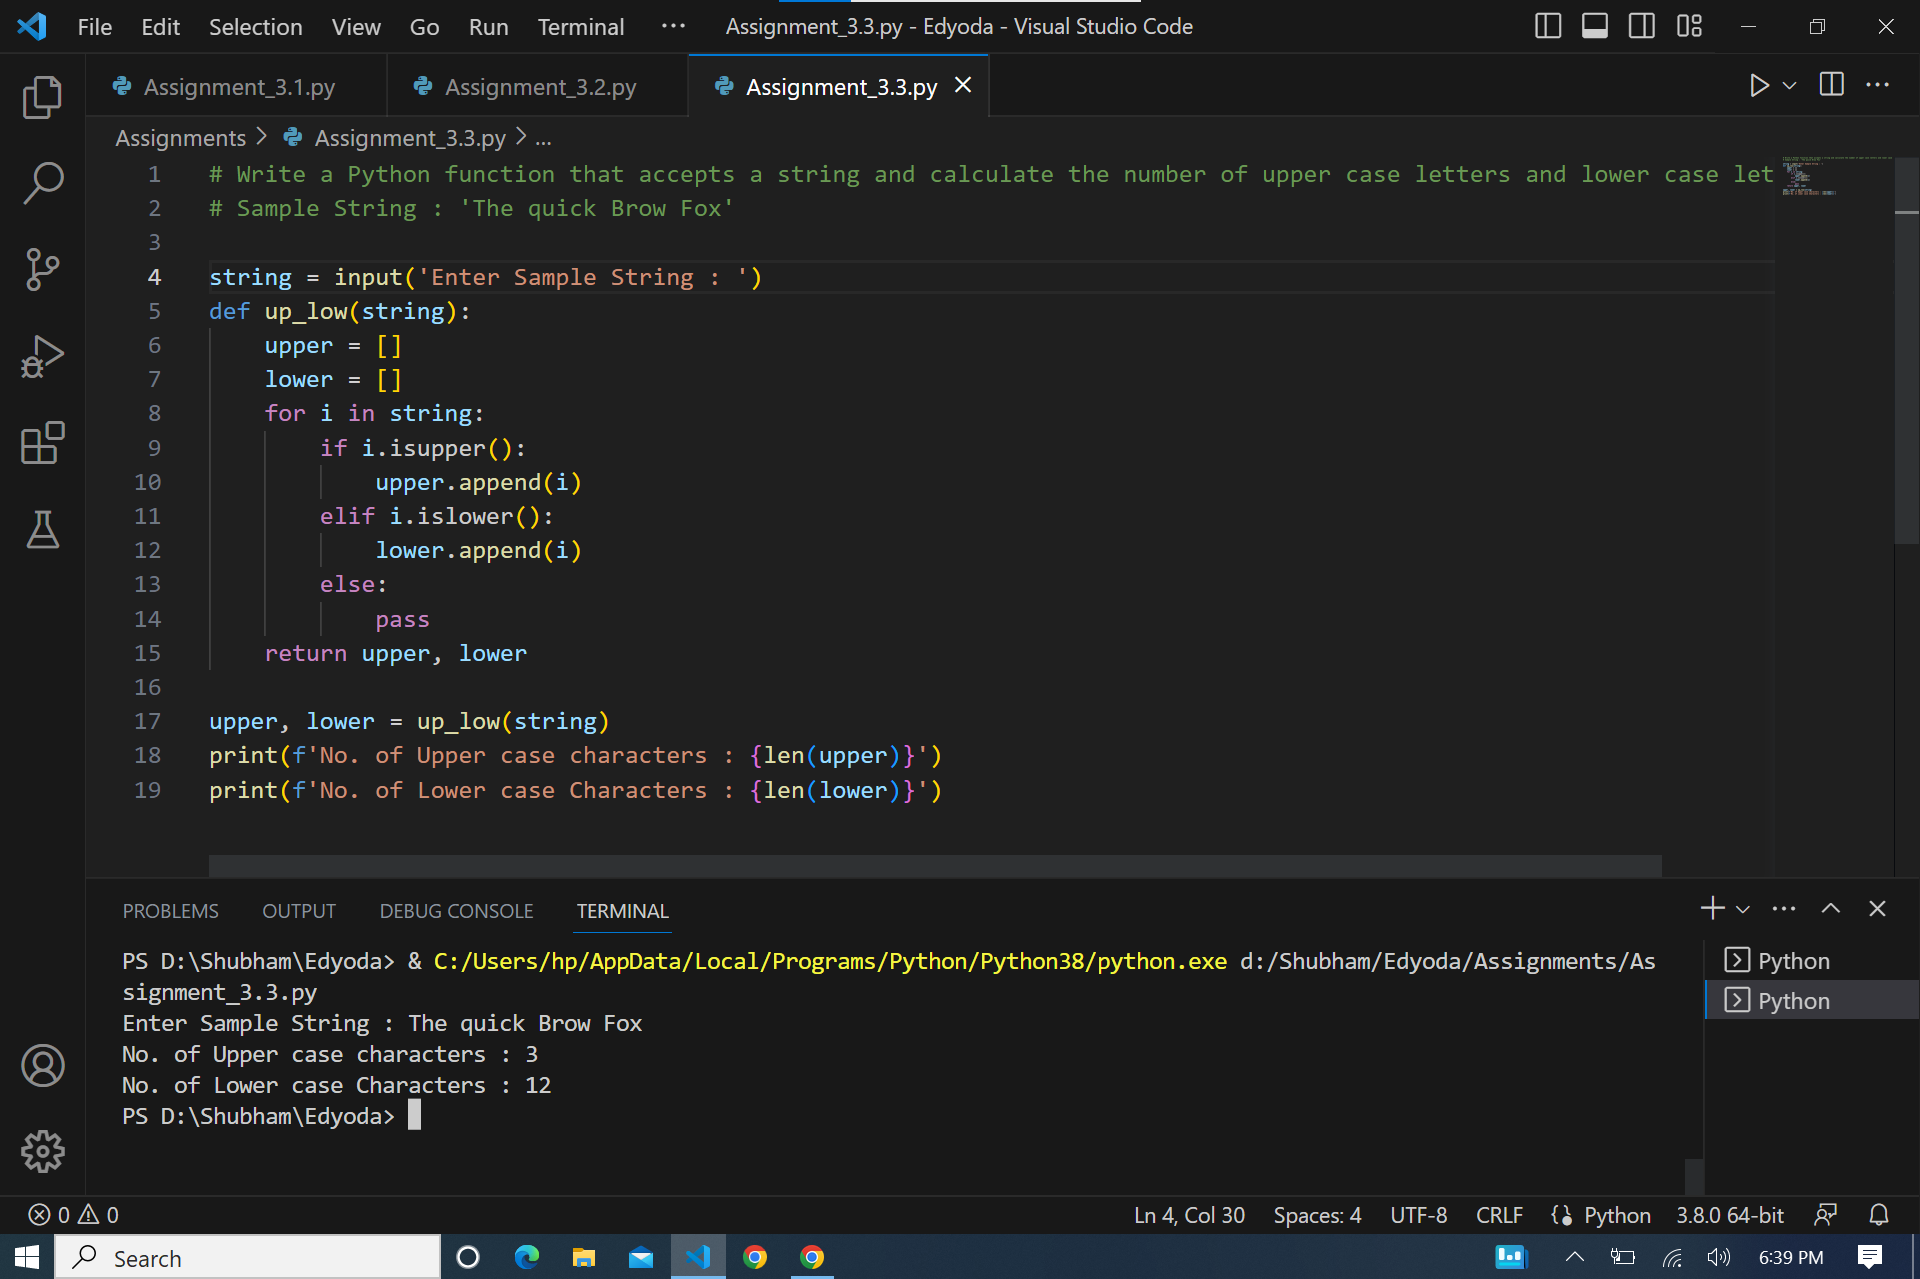 File Edit Selection View Go Run Terminal ··· Assignment_3.3.py - Edyoda - Visual Studio Code
Assignment_3.1.py Assignment_3.2.py Assignment_3.3.py
Assignments > Assignment_3.3.py > ...
1 # Write a Python function that accepts a string and calculate the number of upper case letters and lower case let
2 # Sample String : 'The quick Brow Fox'
3
4 string = input('Enter Sample String : ')
5 def up_low(string):
6     upper = []
7     lower = []
8     for i in string:
9         if i.isupper():
10             upper.append(i)
11         elif i.islower():
12             lower.append(i)
13         else:
14             pass
15     return upper, lower
16
17 upper, lower = up_low(string)
18 print(f'No. of Upper case characters : {len(upper)}')
19 print(f'No. of Lower case Characters : {len(lower)}')
PROBLEMS OUTPUT DEBUG CONSOLE TERMINAL
PS D:\Shubham\Edyoda> & C:/Users/hp/AppData/Local/Programs/Python/Python38/python.exe d:/Shubham/Edyoda/Assignments/As
signment_3.3.py
Enter Sample String : The quick Brow Fox
No. of Upper case characters : 3
No. of Lower case Characters : 12
PS D:\Shubham\Edyoda>
Python
Python
0 0 Ln 4, Col 30 Spaces: 4 UTF-8 CRLF Python 3.8.0 64-bit
Search 6:39 PM